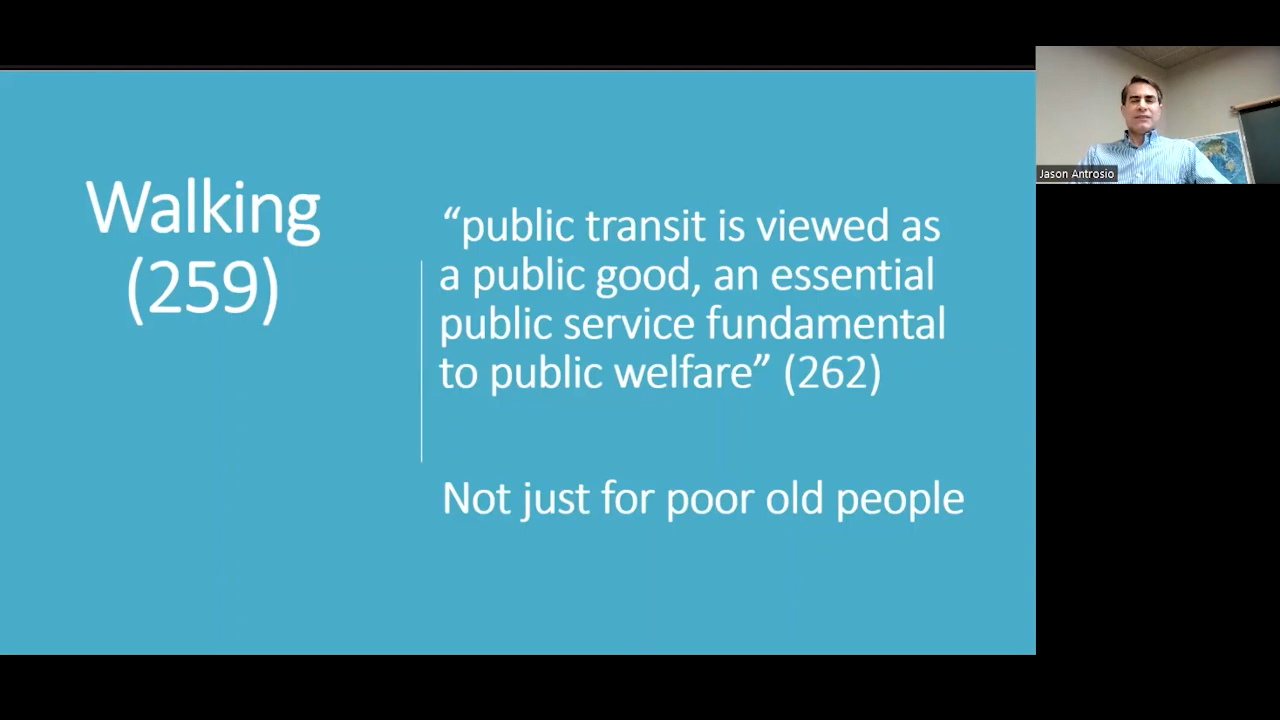 Walking
(259)
“public transit is viewed as
a public good, an essential
public service fundamental
to public welfare” (262)
Not just for poor old people
Jason Antrosio